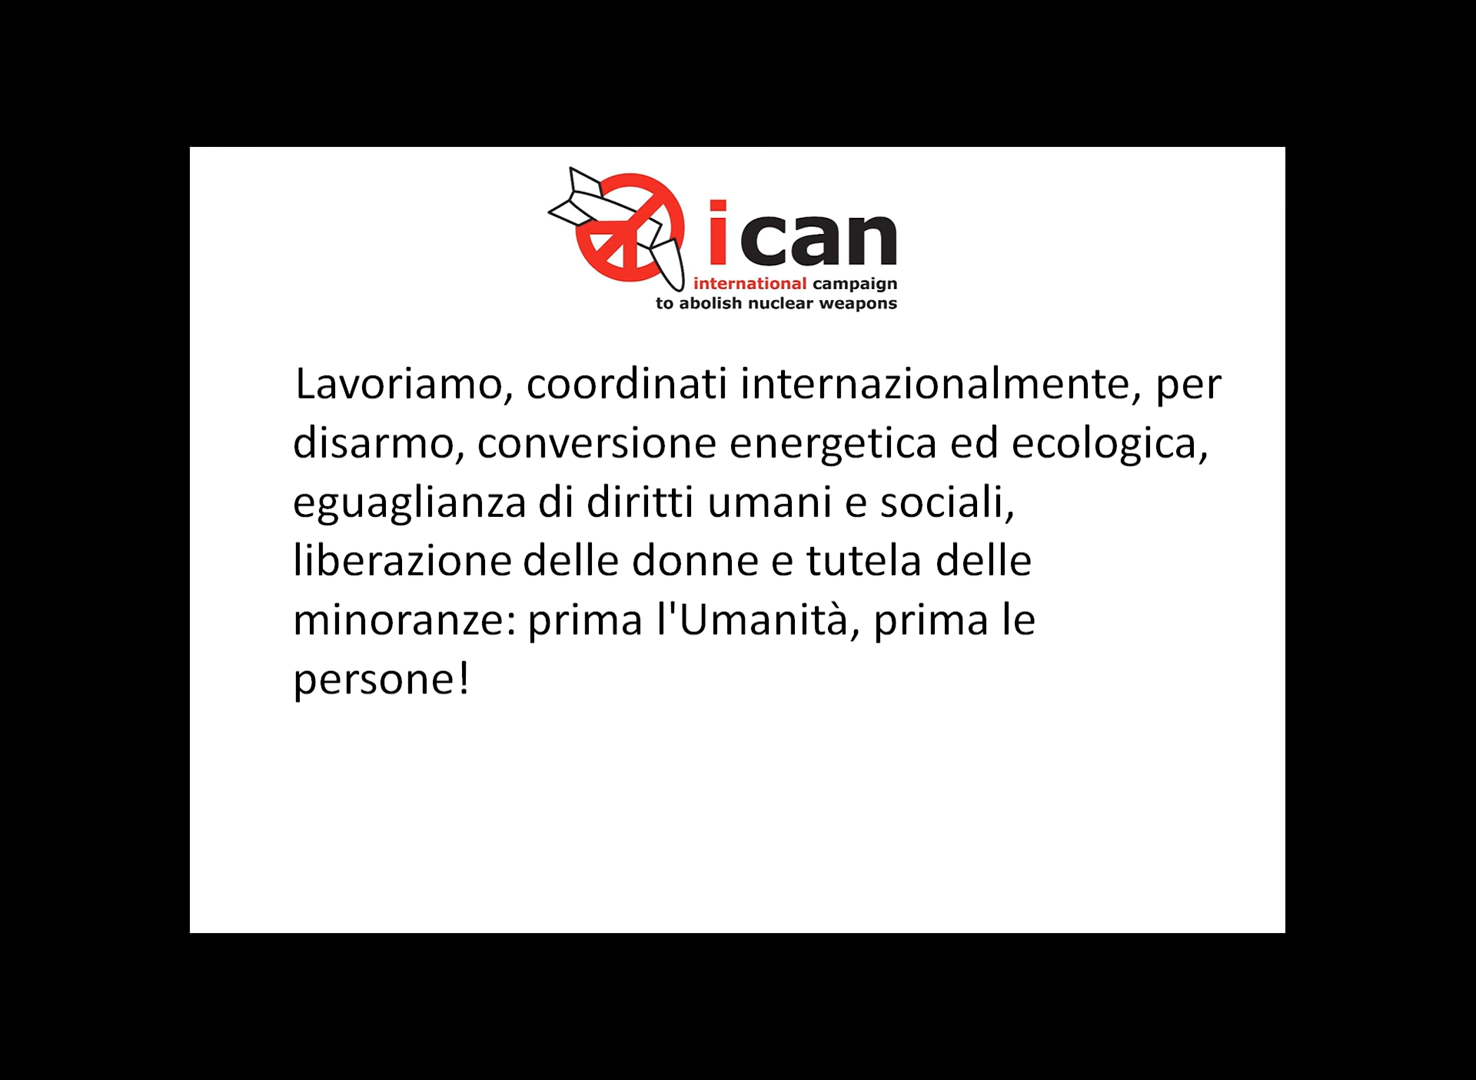 ican
international campaign
to abolish nuclear weapons
Lavoriamo, coordinati internazionalmente, per
disarmo, conversione energetica ed ecologica,
eguaglianza di diritti umani e sociali,
liberazione delle donne e tutela delle
minoranze: prima l'Umanità, prima le
persone!